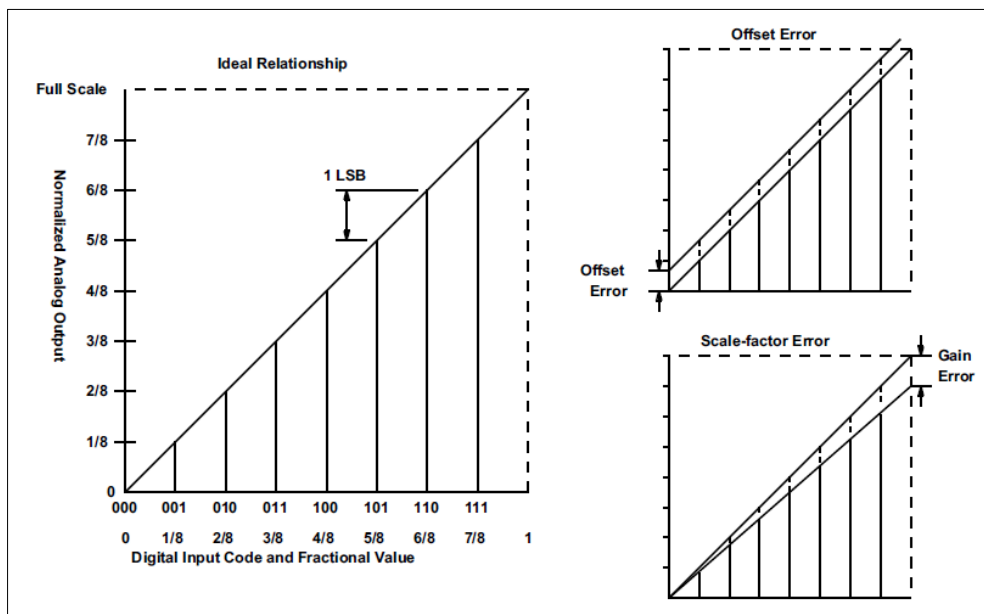 Ideal Relationship
Full Scale
7/8
6/8
5/8
4/8
3/8
2/8
1/8
0
Normalized Analog Output
1 LSB
000 001 010 011 100 101 110 111
0 1/8 2/8 3/8 4/8 5/8 6/8 7/8 1
Digital Input Code and Fractional Value
Offset Error
Offset
Error
Scale-factor Error
Gain
Error